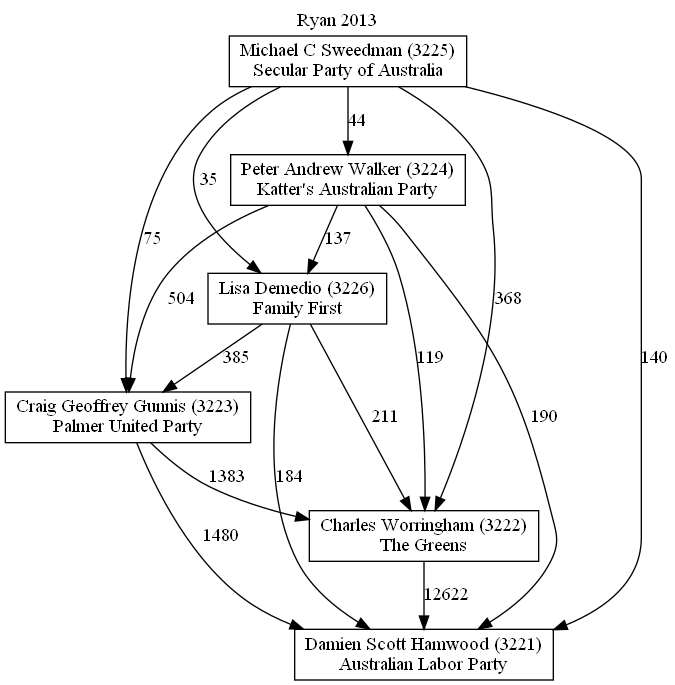 Ryan 2013
Michael C Sweedman (3225)
Secular Party of Australia
44
Peter Andrew Walker (3224)
Katter's Australian Party
35
75
137
504
368
Lisa Demedio (3226)
Family First
385
119
140
Craig Geoffrey Gunnis (3223)
Palmer United Party
211
190
1383
184
Charles Worringham (3222)
The Greens
1480
12622
Damien Scott Hamwood (3221)
Australian Labor Party